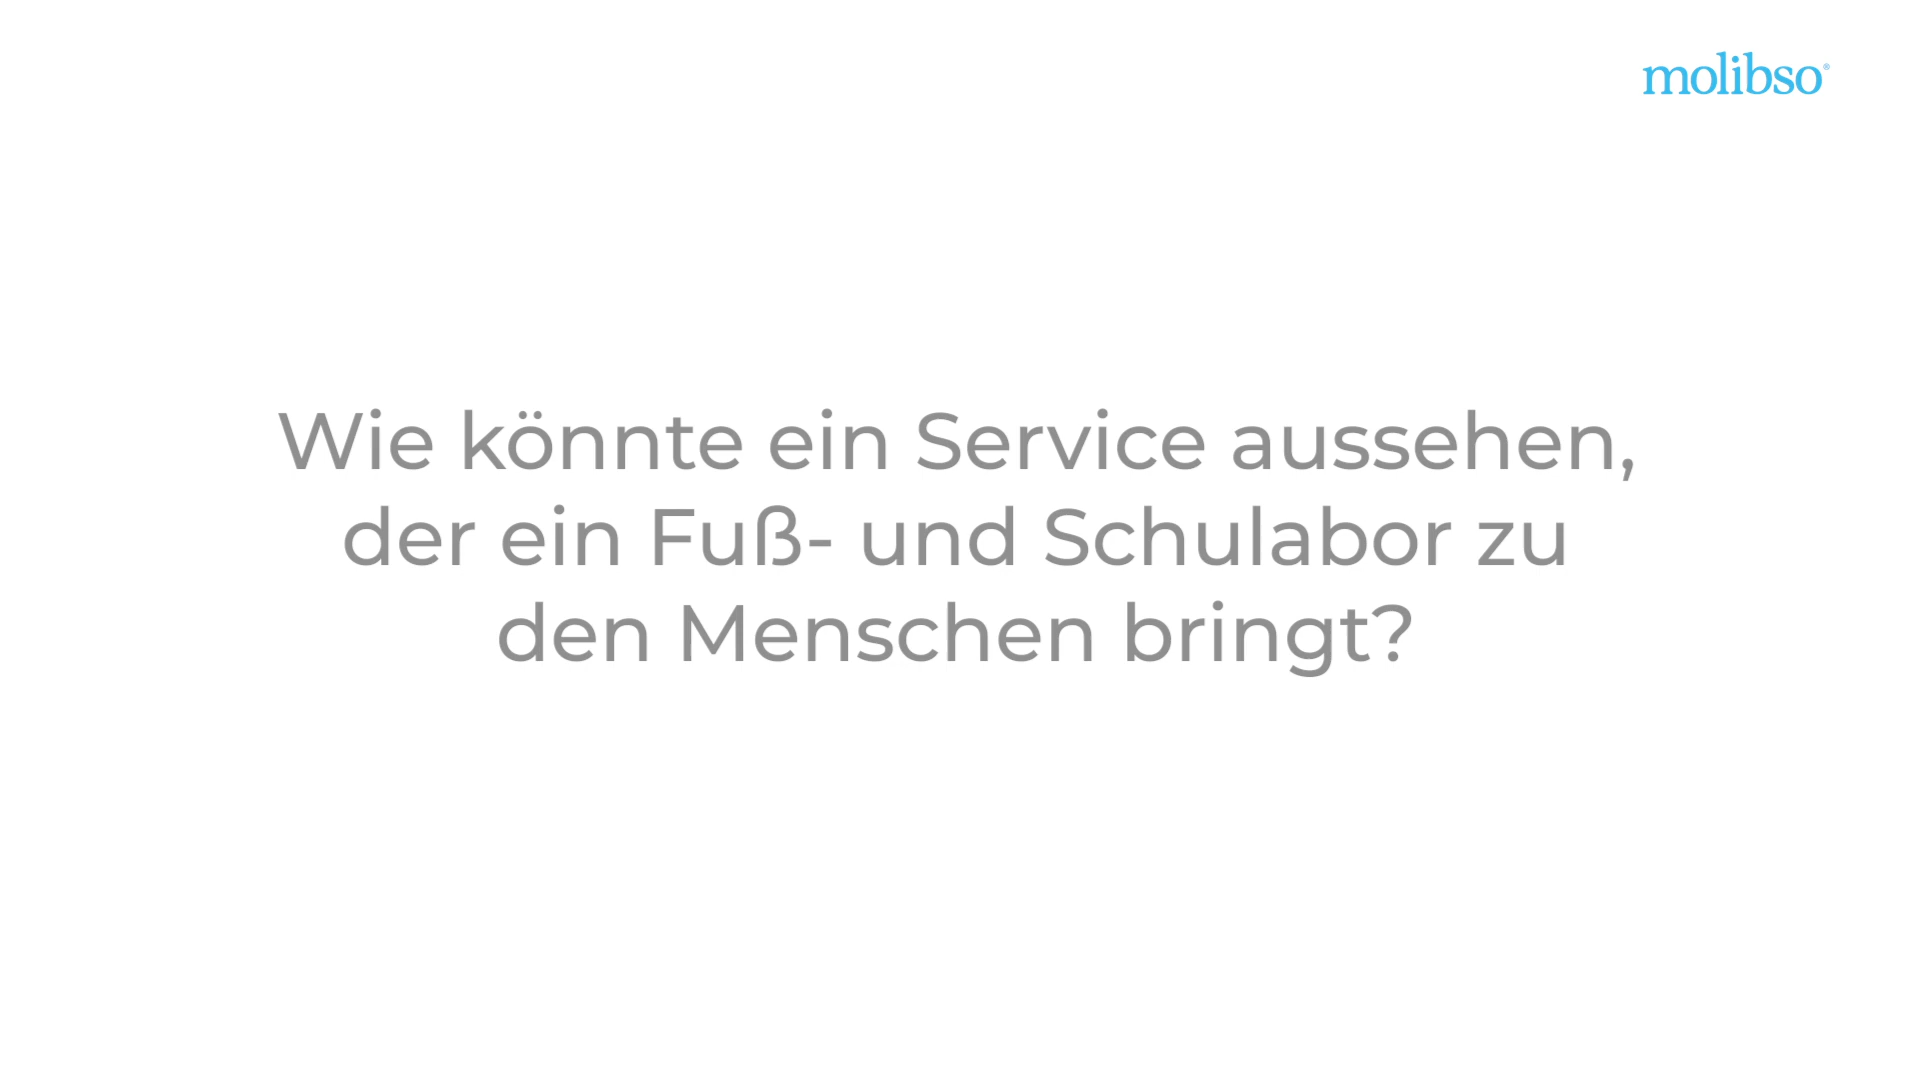 molibso®
Wie könnte ein Service aussehen,
der ein Fuß- und Schulabor zu
den Menschen bringt?